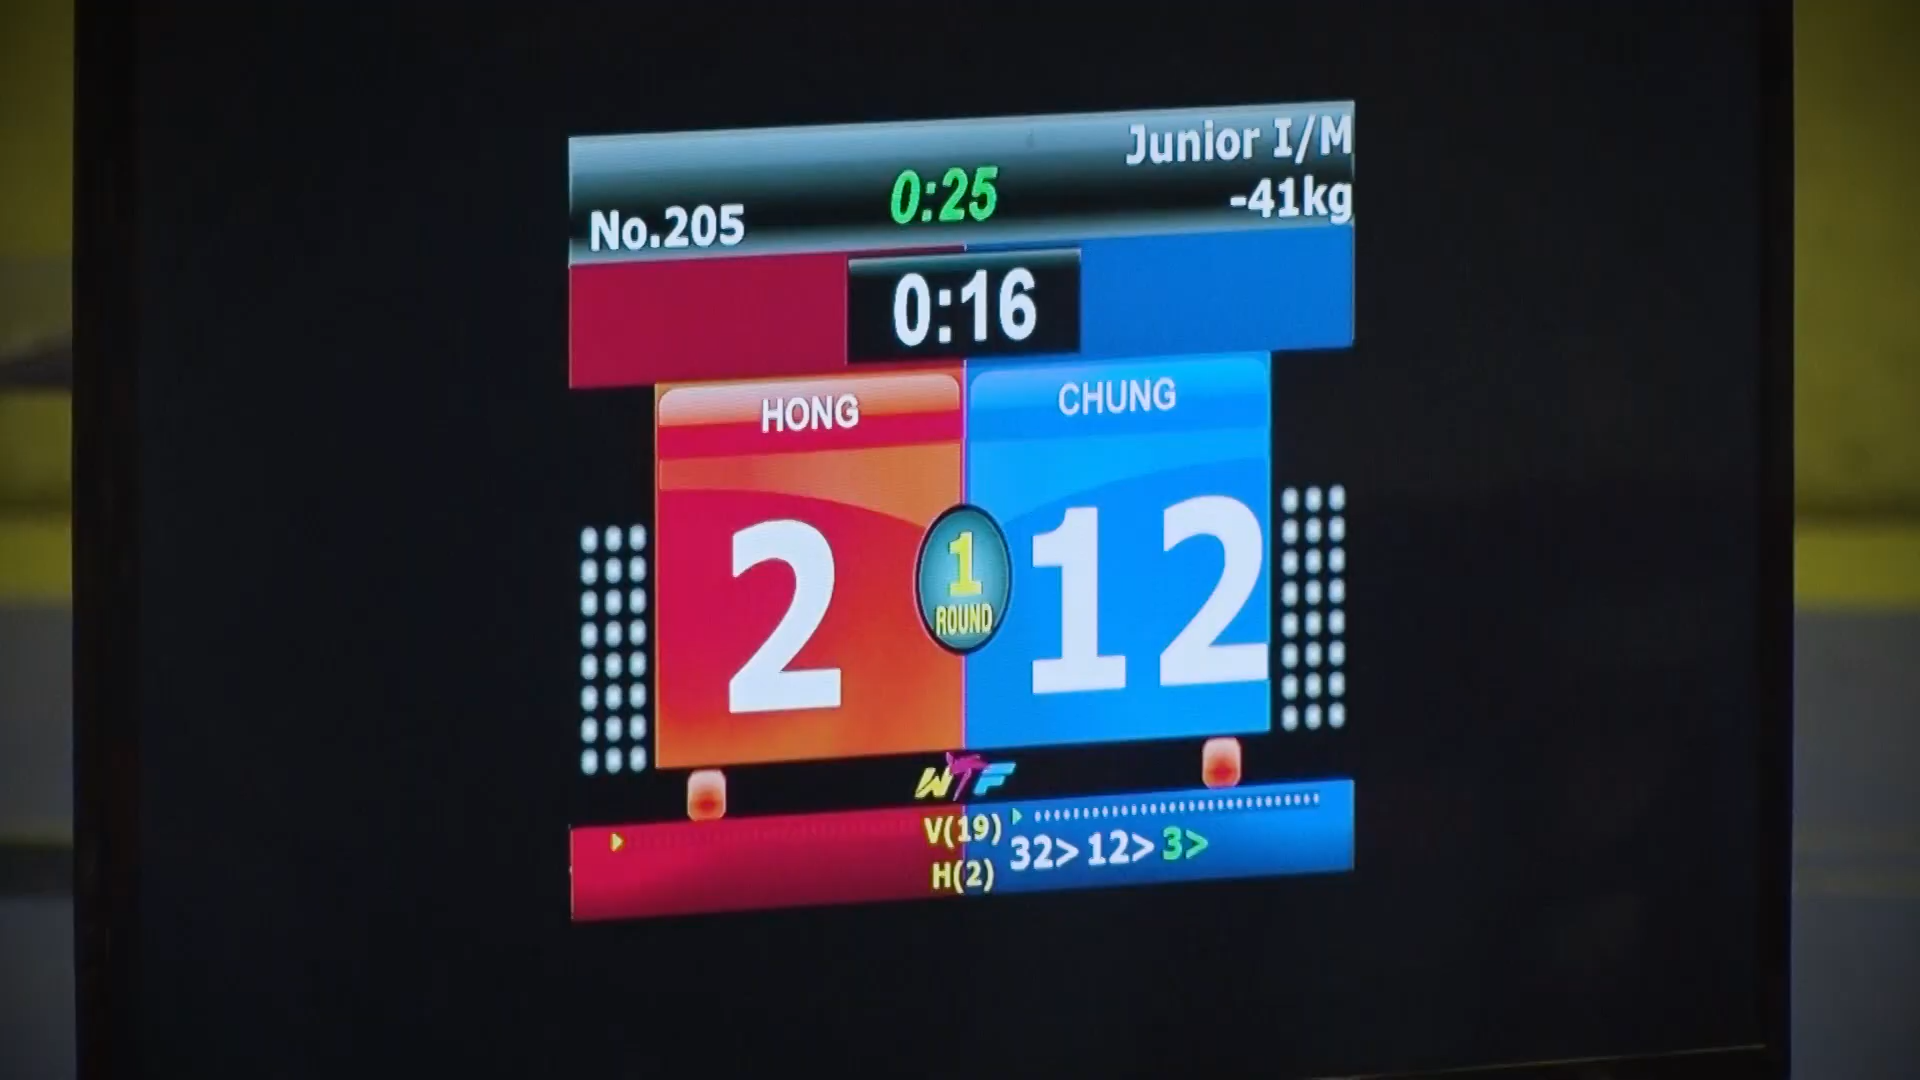 Junior I/M
No.205 0:25 -41kg
0:16
HONG CHUNG
2 1 12
ROUND
WTF
V(19)
H(2)
32> 12> 3>